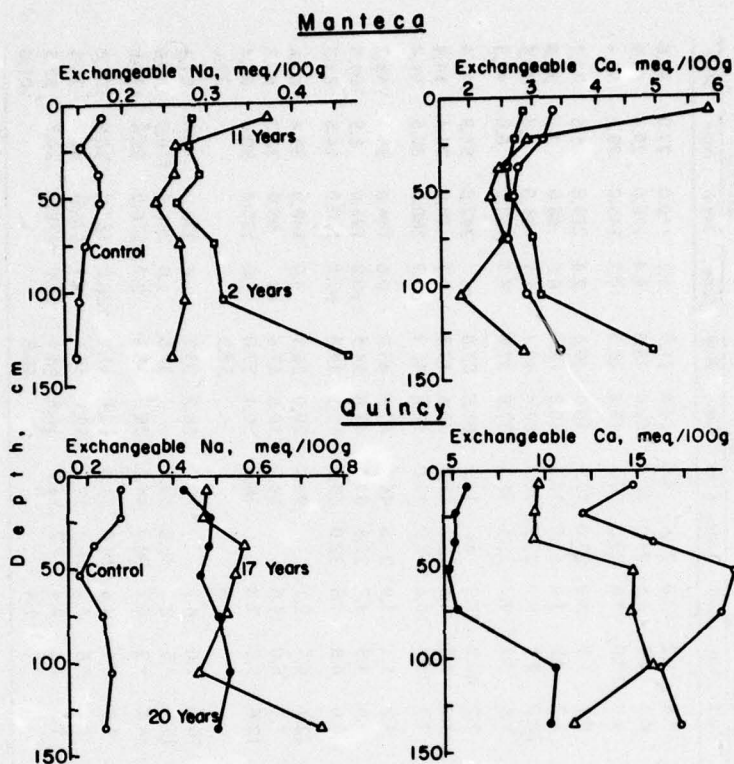 Manteca
Exchangeable Na, meq/100g
0.2 0.3 0.4
0
50
100
150
11 Years
Control
2 Years
Exchangeable Ca, meq/100g
2 3 4 5 6
0
50
100
150
Depth, cm
Quincy
Exchangeable Na, meq/100g
0.2 0.4 0.6 0.8
0
50
100
150
Control
17 Years
20 Years
Exchangeable Ca, meq/100g
5 10 15
0
50
100
150